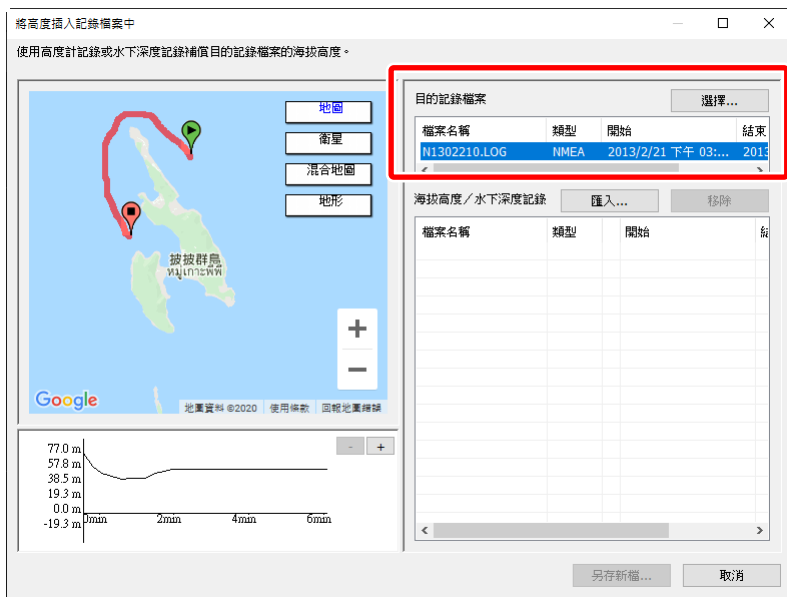 將高度插入記錄檔案中
使用高度計記錄或水下深度記錄補償目的記錄檔案的海拔高度。
地圖
衛星
混合地圖
地形
披披群島
หมู่เกาะพีพี
+
−
Google
地圖資料 ©2020 使用條款 回報地圖錯誤
- +
77.0 m
57.8 m
38.5 m
19.3 m
0.0 m
-19.3 m
0min 2min 4min 6min
目的記錄檔案 選擇...
檔案名稱 類型 開始 結束
N1302210.LOG NMEA 2013/2/21 下午 03:... 2013
海拔高度／水下深度記錄 匯入... 移除
檔案名稱 類型 開始
另存新檔... 取消